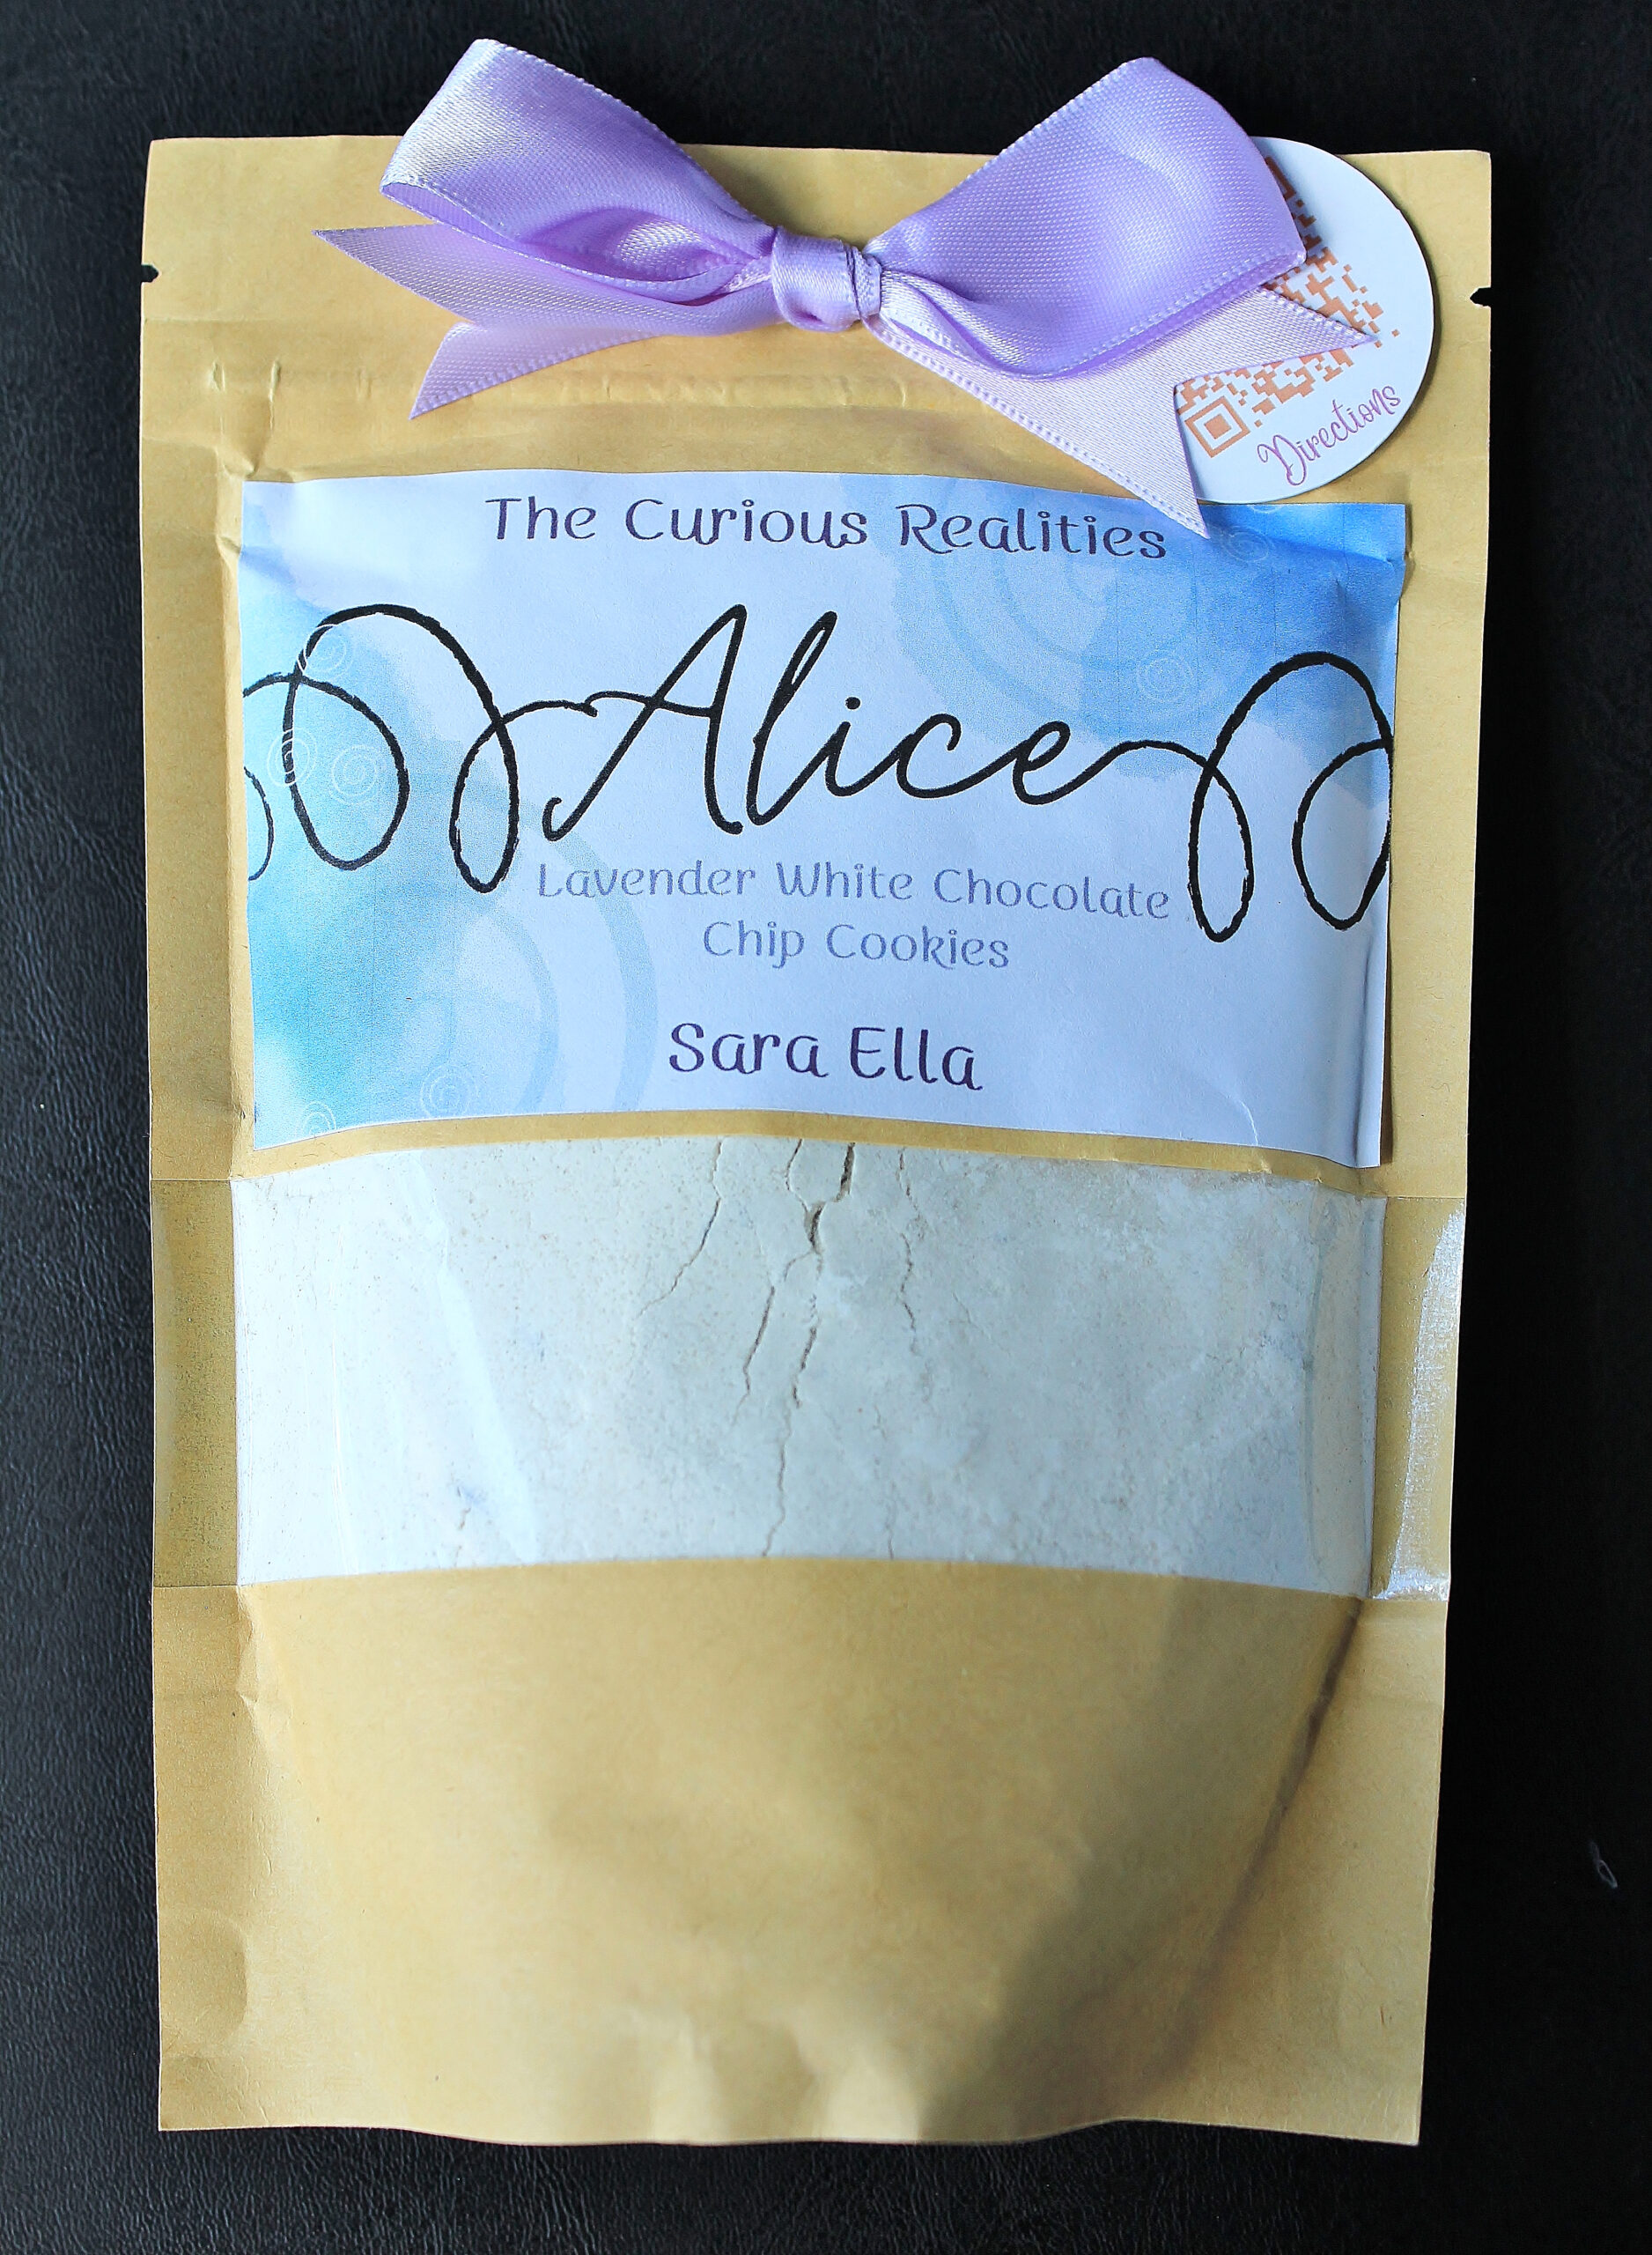 Directions
The Curious Realities
Alice
Lavender White Chocolate
Chip Cookies
Sara Ella